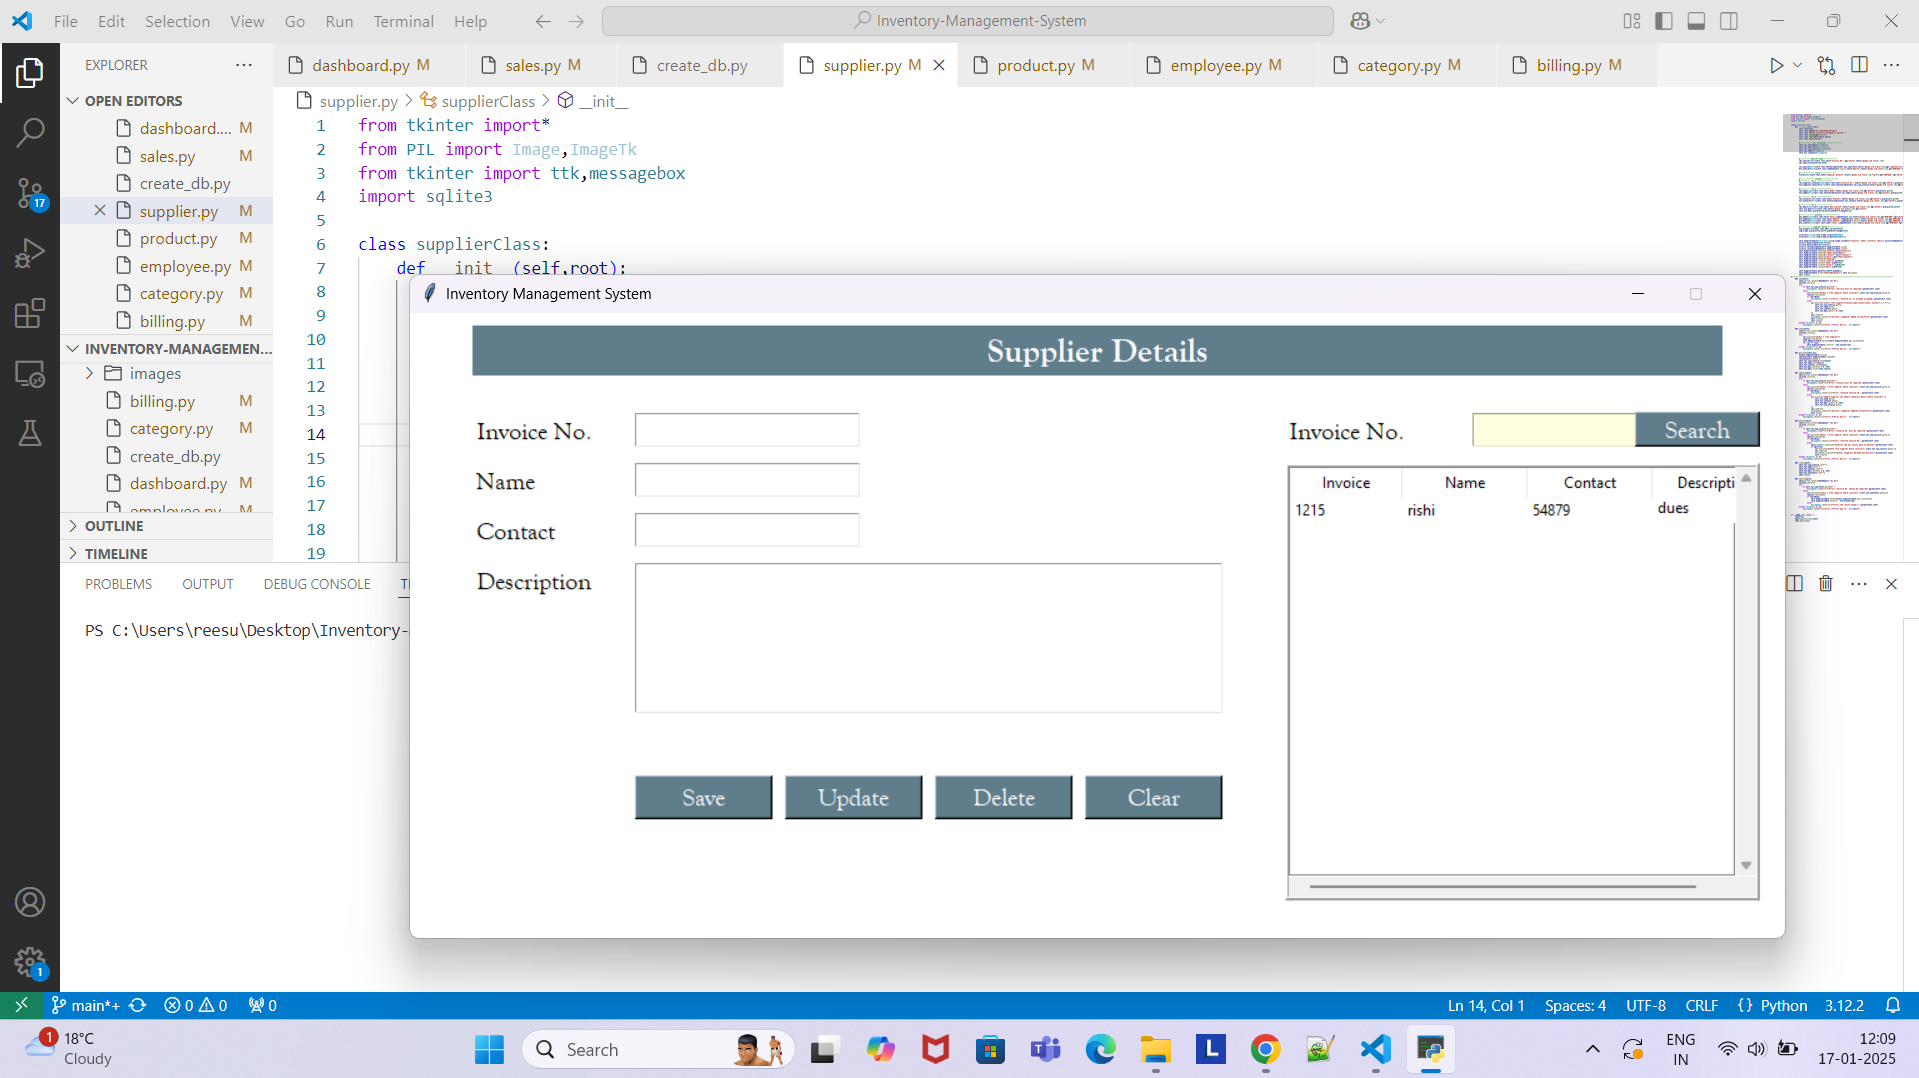 File Edit Selection View Go Run Terminal Help
Inventory-Management-System
EXPLORER
OPEN EDITORS
dashboard.... M
sales.py M
create_db.py
supplier.py M
product.py M
employee.py M
category.py M
billing.py M
INVENTORY-MANAGEMEN...
images
billing.py M
category.py M
create_db.py
dashboard.py M
employee.py M
OUTLINE
TIMELINE
17
1
dashboard.py M sales.py M create_db.py supplier.py M product.py M employee.py M category.py M billing.py M
supplier.py > supplierClass > __init__
1 from tkinter import*
2 from PIL import Image,ImageTk
3 from tkinter import ttk,messagebox
4 import sqlite3
5
6 class supplierClass:
7 def __init__(self,root):
8
9
10
11
12
13
14
15
16
17
18
19
PROBLEMS OUTPUT DEBUG CONSOLE
PS C:\Users\reesu\Desktop\Inventory-
Inventory Management System
Supplier Details
Invoice No.
Name
Contact
Description
Save Update Delete Clear
Invoice No. Search
Invoice Name Contact Descripti
1215 rishi 54879 dues
main*+ 0 0 0
Ln 14, Col 1 Spaces: 4 UTF-8 CRLF {} Python 3.12.2
1
18°C
Cloudy
Search
L
ENG
IN
12:09
17-01-2025